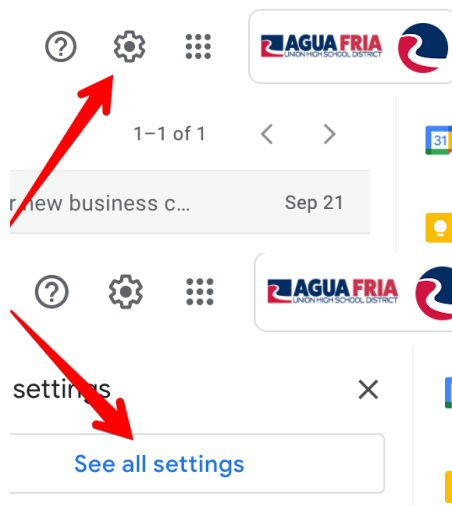 ?
AGUA FRIA
UNION HIGH SCHOOL DISTRICT
1–1 of 1
31
r new business c...
Sep 21
?
AGUA FRIA
UNION HIGH SCHOOL DISTRICT
settings
See all settings